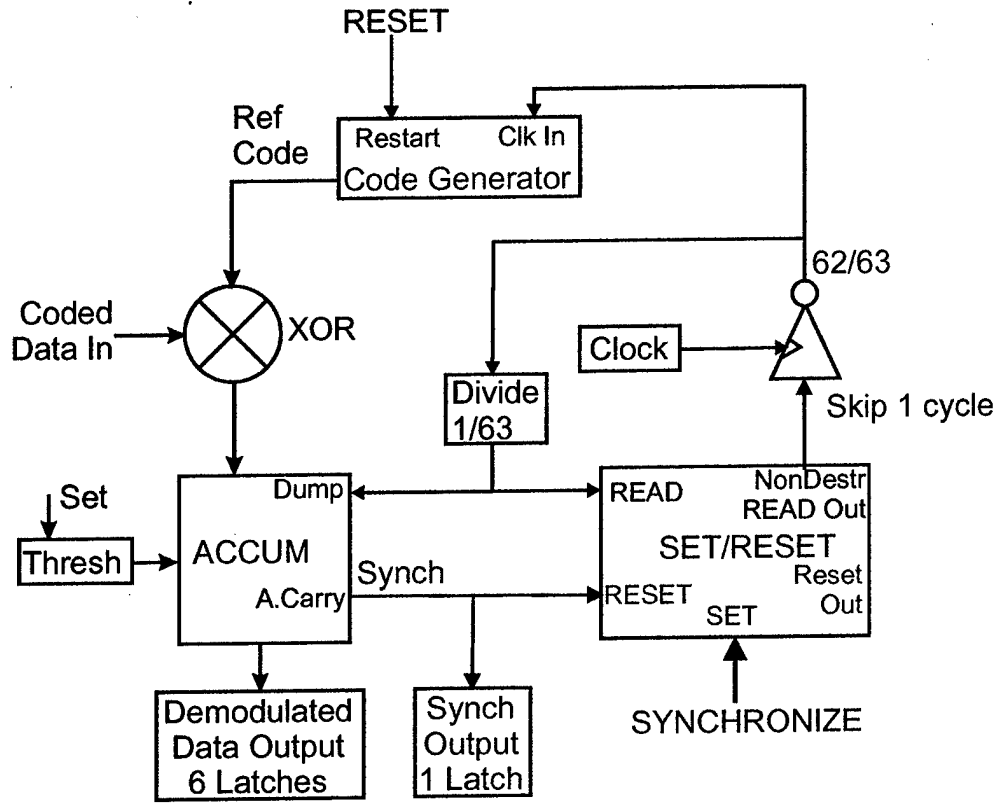 RESET
Ref
Code
Restart Clk In
Code Generator
62/63
Coded
Data In
XOR
Clock
Divide
1/63
Skip 1 cycle
Set
Thresh
Dump
ACCUM
A.Carry
Synch
READ
NonDestr
READ Out
SET/RESET
RESET
Reset
Out
SET
Demodulated
Data Output
6 Latches
Synch
Output
1 Latch
SYNCHRONIZE